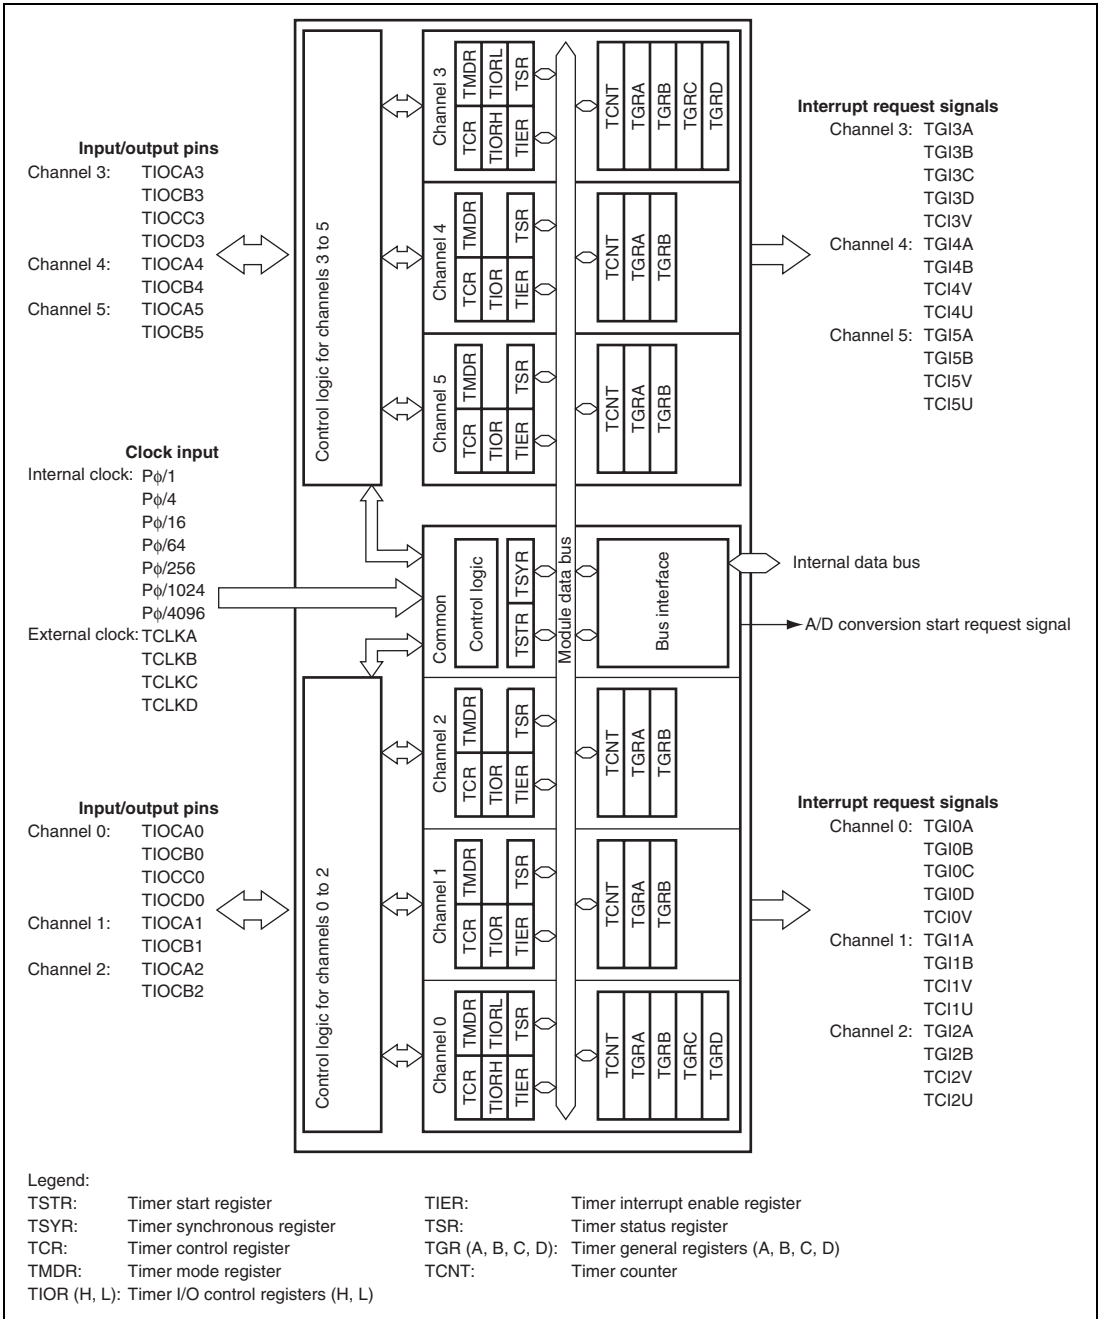 Input/output pins
Channel 3: TIOCA3
TIOCB3
TIOCC3
TIOCD3
Channel 4: TIOCA4
TIOCB4
Channel 5: TIOCA5
TIOCB5
Clock input
Internal clock: Pϕ/1
Pϕ/4
Pϕ/16
Pϕ/64
Pϕ/256
Pϕ/1024
Pϕ/4096
External clock: TCLKA
TCLKB
TCLKC
TCLKD
Input/output pins
Channel 0: TIOCA0
TIOCB0
TIOCC0
TIOCD0
Channel 1: TIOCA1
TIOCB1
Channel 2: TIOCA2
TIOCB2
Control logic for channels 3 to 5
Control logic for channels 0 to 2
Channel 3
TCR
TMDR
TIORH
TIORL
TIER
TSR
TCNT
TGRA
TGRB
TGRC
TGRD
Channel 4
TCR
TMDR
TIOR
TIER
TSR
TCNT
TGRA
TGRB
Channel 5
TCR
TMDR
TIOR
TIER
TSR
TCNT
TGRA
TGRB
Common
Control logic
TSTR
TSYR
Module data bus
Bus interface
Channel 2
TCR
TMDR
TIOR
TIER
TSR
TCNT
TGRA
TGRB
Channel 1
TCR
TMDR
TIOR
TIER
TSR
TCNT
TGRA
TGRB
Channel 0
TCR
TMDR
TIORH
TIORL
TIER
TSR
TCNT
TGRA
TGRB
TGRC
TGRD
Interrupt request signals
Channel 3: TGI3A
TGI3B
TGI3C
TGI3D
TCI3V
Channel 4: TGI4A
TGI4B
TCI4V
TCI4U
Channel 5: TGI5A
TGI5B
TCI5V
TCI5U
Internal data bus
A/D conversion start request signal
Interrupt request signals
Channel 0: TGI0A
TGI0B
TGI0C
TGI0D
TCI0V
Channel 1: TGI1A
TGI1B
TCI1V
TCI1U
Channel 2: TGI2A
TGI2B
TCI2V
TCI2U
Legend:
TSTR: Timer start register
TSYR: Timer synchronous register
TCR: Timer control register
TMDR: Timer mode register
TIOR (H, L): Timer I/O control registers (H, L)
TIER: Timer interrupt enable register
TSR: Timer status register
TGR (A, B, C, D): Timer general registers (A, B, C, D)
TCNT: Timer counter